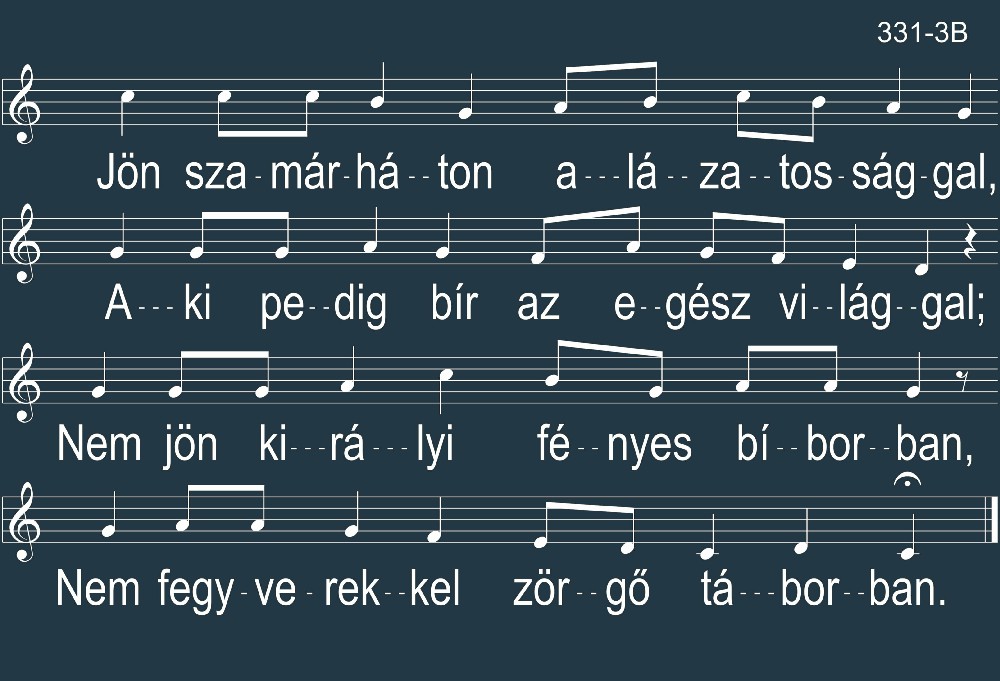 331-3B
Jön sza-már-há--ton a---lá--za--tos-ság-gal,
A---ki pe--dig bír az e--gész vi--lág--gal;
Nem jön ki---rá---lyi fé--nyes bí--bor--ban,
Nem fegy-ve-rek--kel zör--gő tá---bor--ban.